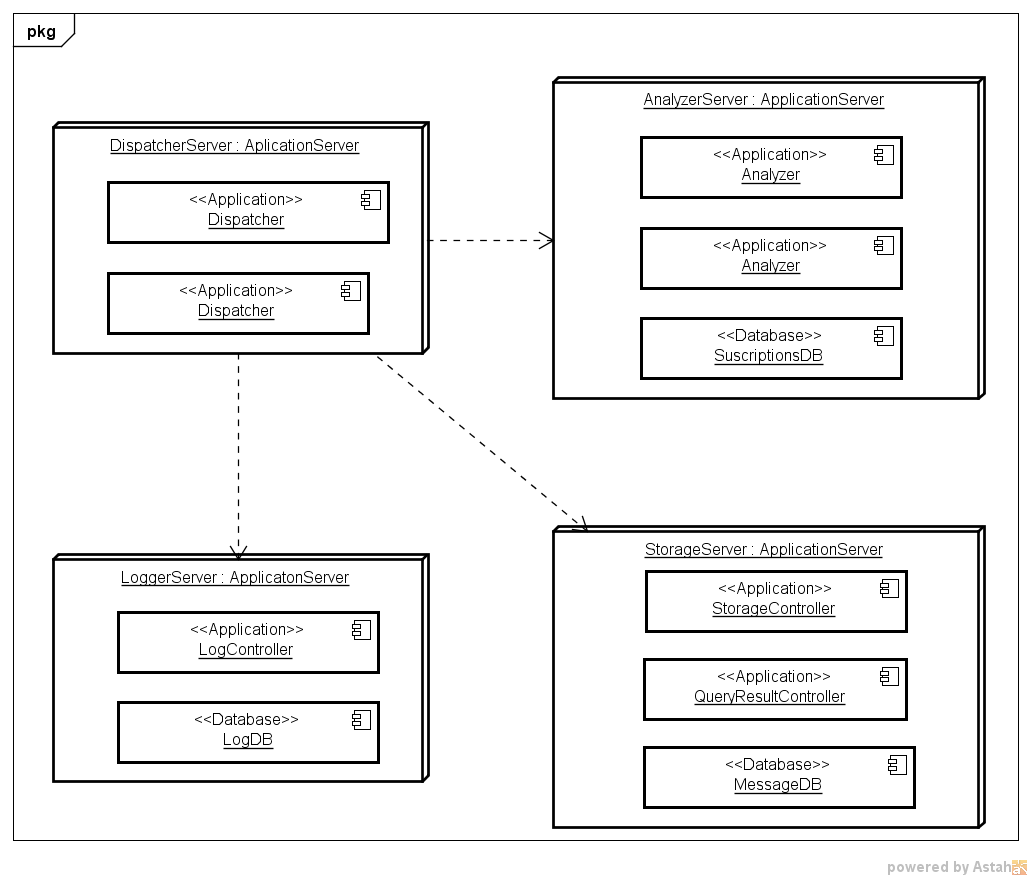 pkg
DispatcherServer : AplicationServer
<<Application>>
Dispatcher
<<Application>>
Dispatcher
AnalyzerServer : ApplicationServer
<<Application>>
Analyzer
<<Application>>
Analyzer
<<Database>>
SuscriptionsDB
LoggerServer : ApplicatonServer
<<Application>>
LogController
<<Database>>
LogDB
StorageServer : ApplicationServer
<<Application>>
StorageController
<<Application>>
QueryResultController
<<Database>>
MessageDB
powered by Astah